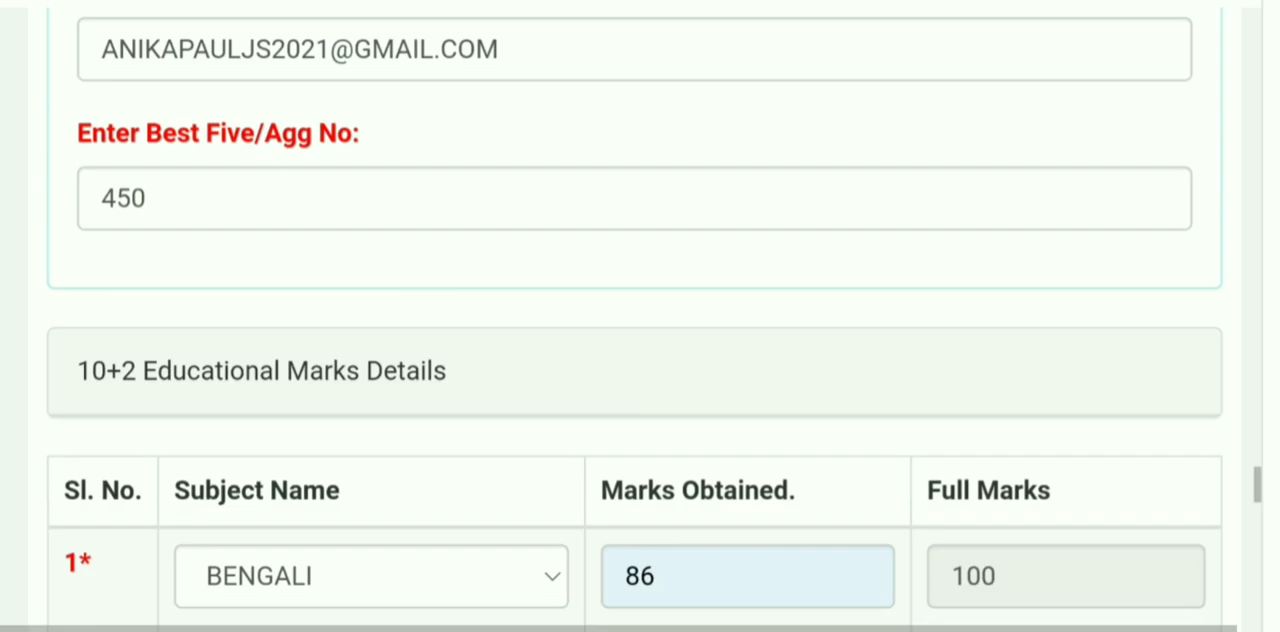 ANIKAPAULJS2021@GMAIL.COM
Enter Best Five/Agg No:
450
10+2 Educational Marks Details
Sl. No. Subject Name Marks Obtained. Full Marks
1* BENGALI 86 100